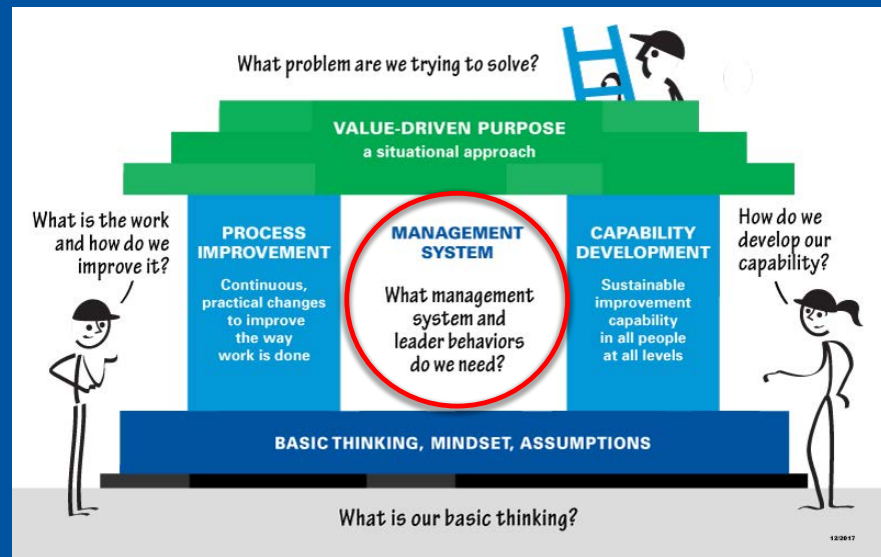 What problem are we trying to solve?
VALUE-DRIVEN PURPOSE
a situational approach
What is the work
and how do we
improve it?
PROCESS
IMPROVEMENT
Continuous,
practical changes
to improve
the way
work is done
MANAGEMENT
SYSTEM
What management
system and
leader behaviors
do we need?
CAPABILITY
DEVELOPMENT
Sustainable
improvement
capability
in all people
at all levels
How do we
develop our
capability?
BASIC THINKING, MINDSET, ASSUMPTIONS
What is our basic thinking?
12/2017